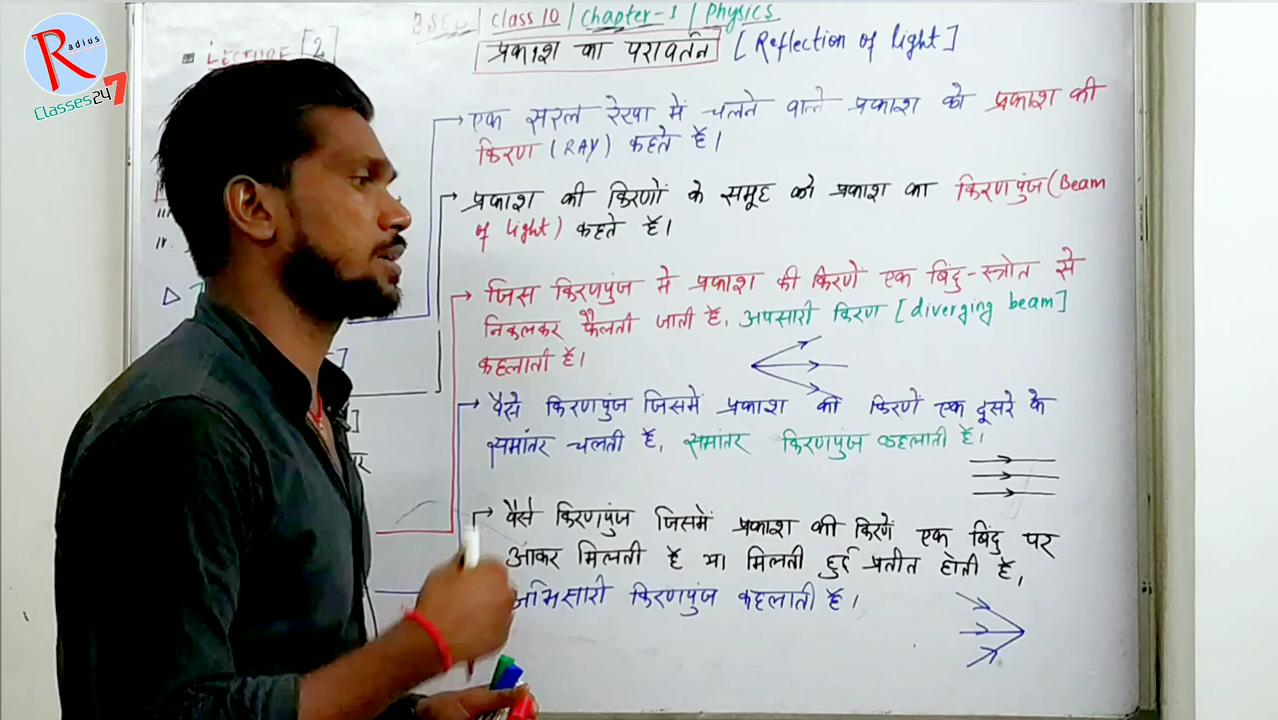 Radius
Classes 24 7
BSEB | Class 10 | Chapter-1 | Physics
LECTURE [2]
प्रकाश का परावर्तन [Reflection of light]
एक सरल रेखा में चलने वाले प्रकाश को प्रकाश की
किरण (RAY) कहते हैं।
प्रकाश की किरणों के समूह को प्रकाश का किरणपुंज (Beam
of light) कहते हैं।
जिस किरणपुंज में प्रकाश की किरणें एक बिंदु-स्त्रोत से
निकलकर फैलती जाती हैं, अपसारी किरण [diverging beam]
कहलाती हैं।
वैसे किरणपुंज जिसमें प्रकाश की किरणें एक दूसरे के
समांतर चलती हैं, समांतर किरणपुंज कहलाती हैं।
वैसे किरणपुंज जिसमें प्रकाश की किरणें एक बिंदु पर
आकर मिलती हैं या मिलती हुई प्रतीत होती हैं,
अभिसारी किरणपुंज कहलाती हैं।